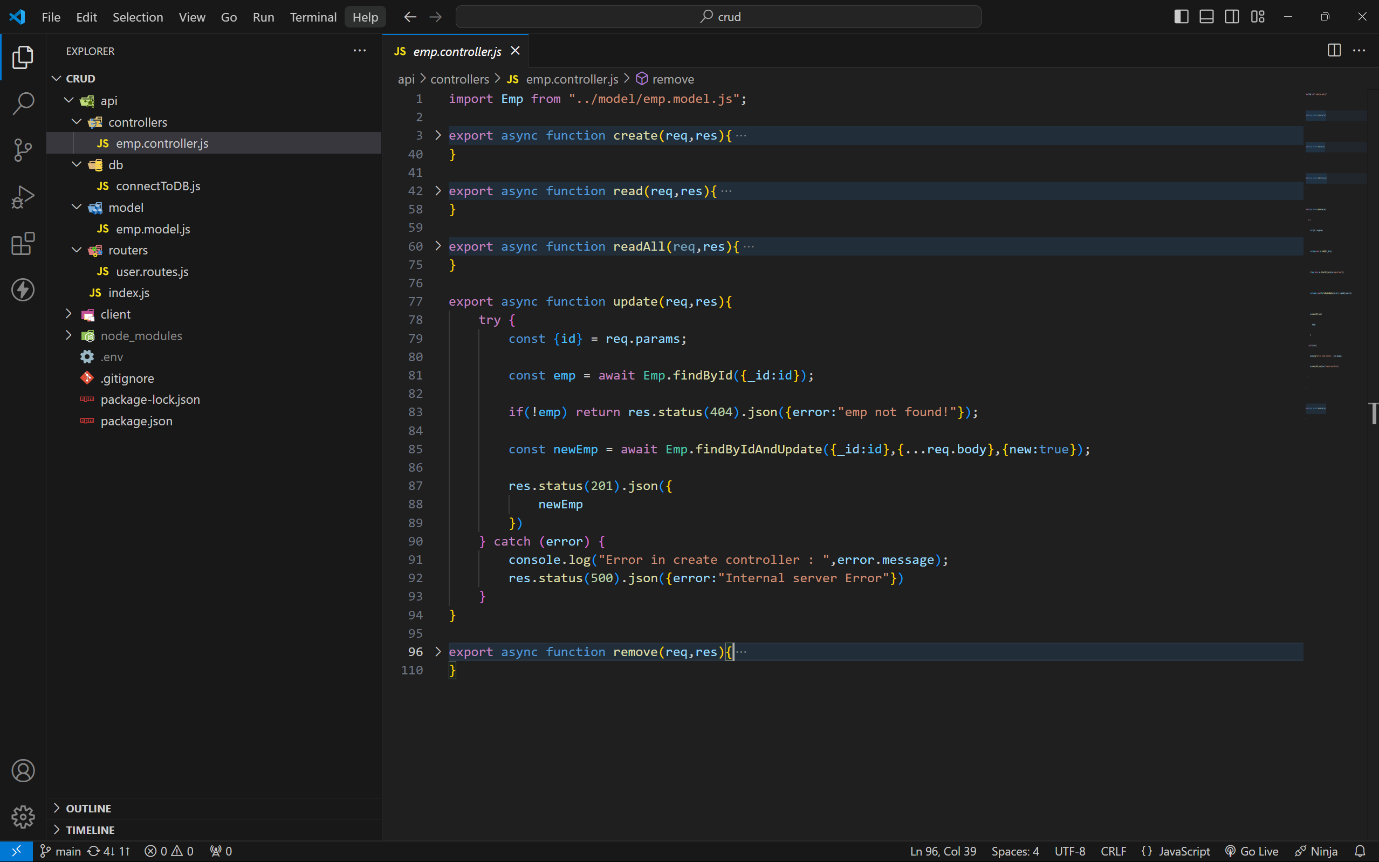 File Edit Selection View Go Run Terminal Help crud
EXPLORER
CRUD
api
controllers
JS emp.controller.js
db
JS connectToDB.js
model
JS emp.model.js
routers
JS user.routes.js
JS index.js
client
node_modules
.env
.gitignore
package-lock.json
package.json
OUTLINE
TIMELINE
JS emp.controller.js
api > controllers > JS emp.controller.js > remove
1 import Emp from "../model/emp.model.js";
2
3 export async function create(req,res){ ···
40 }
41
42 export async function read(req,res){ ···
58 }
59
60 export async function readAll(req,res){ ···
75 }
76
77 export async function update(req,res){
78 try {
79 const {id} = req.params;
80
81 const emp = await Emp.findById({_id:id});
82
83 if(!emp) return res.status(404).json({error:"emp not found!"});
84
85 const newEmp = await Emp.findByIdAndUpdate({_id:id},{...req.body},{new:true});
86
87 res.status(201).json({
88 newEmp
89 })
90 } catch (error) {
91 console.log("Error in create controller : ",error.message);
92 res.status(500).json({error:"Internal server Error"})
93 }
94 }
95
96 export async function remove(req,res){ ···
110 }
main 4↓ 1↑ 0 0 0 Ln 96, Col 39 Spaces: 4 UTF-8 CRLF {} JavaScript Go Live Ninja